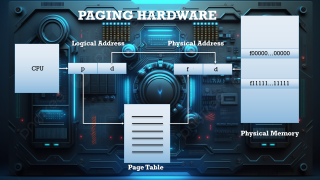 PAGING HARDWARE
Logical Address
Physical Address
CPU
p d
r d
f00000...00000
f11111...11111
Physical Memory
Page Table